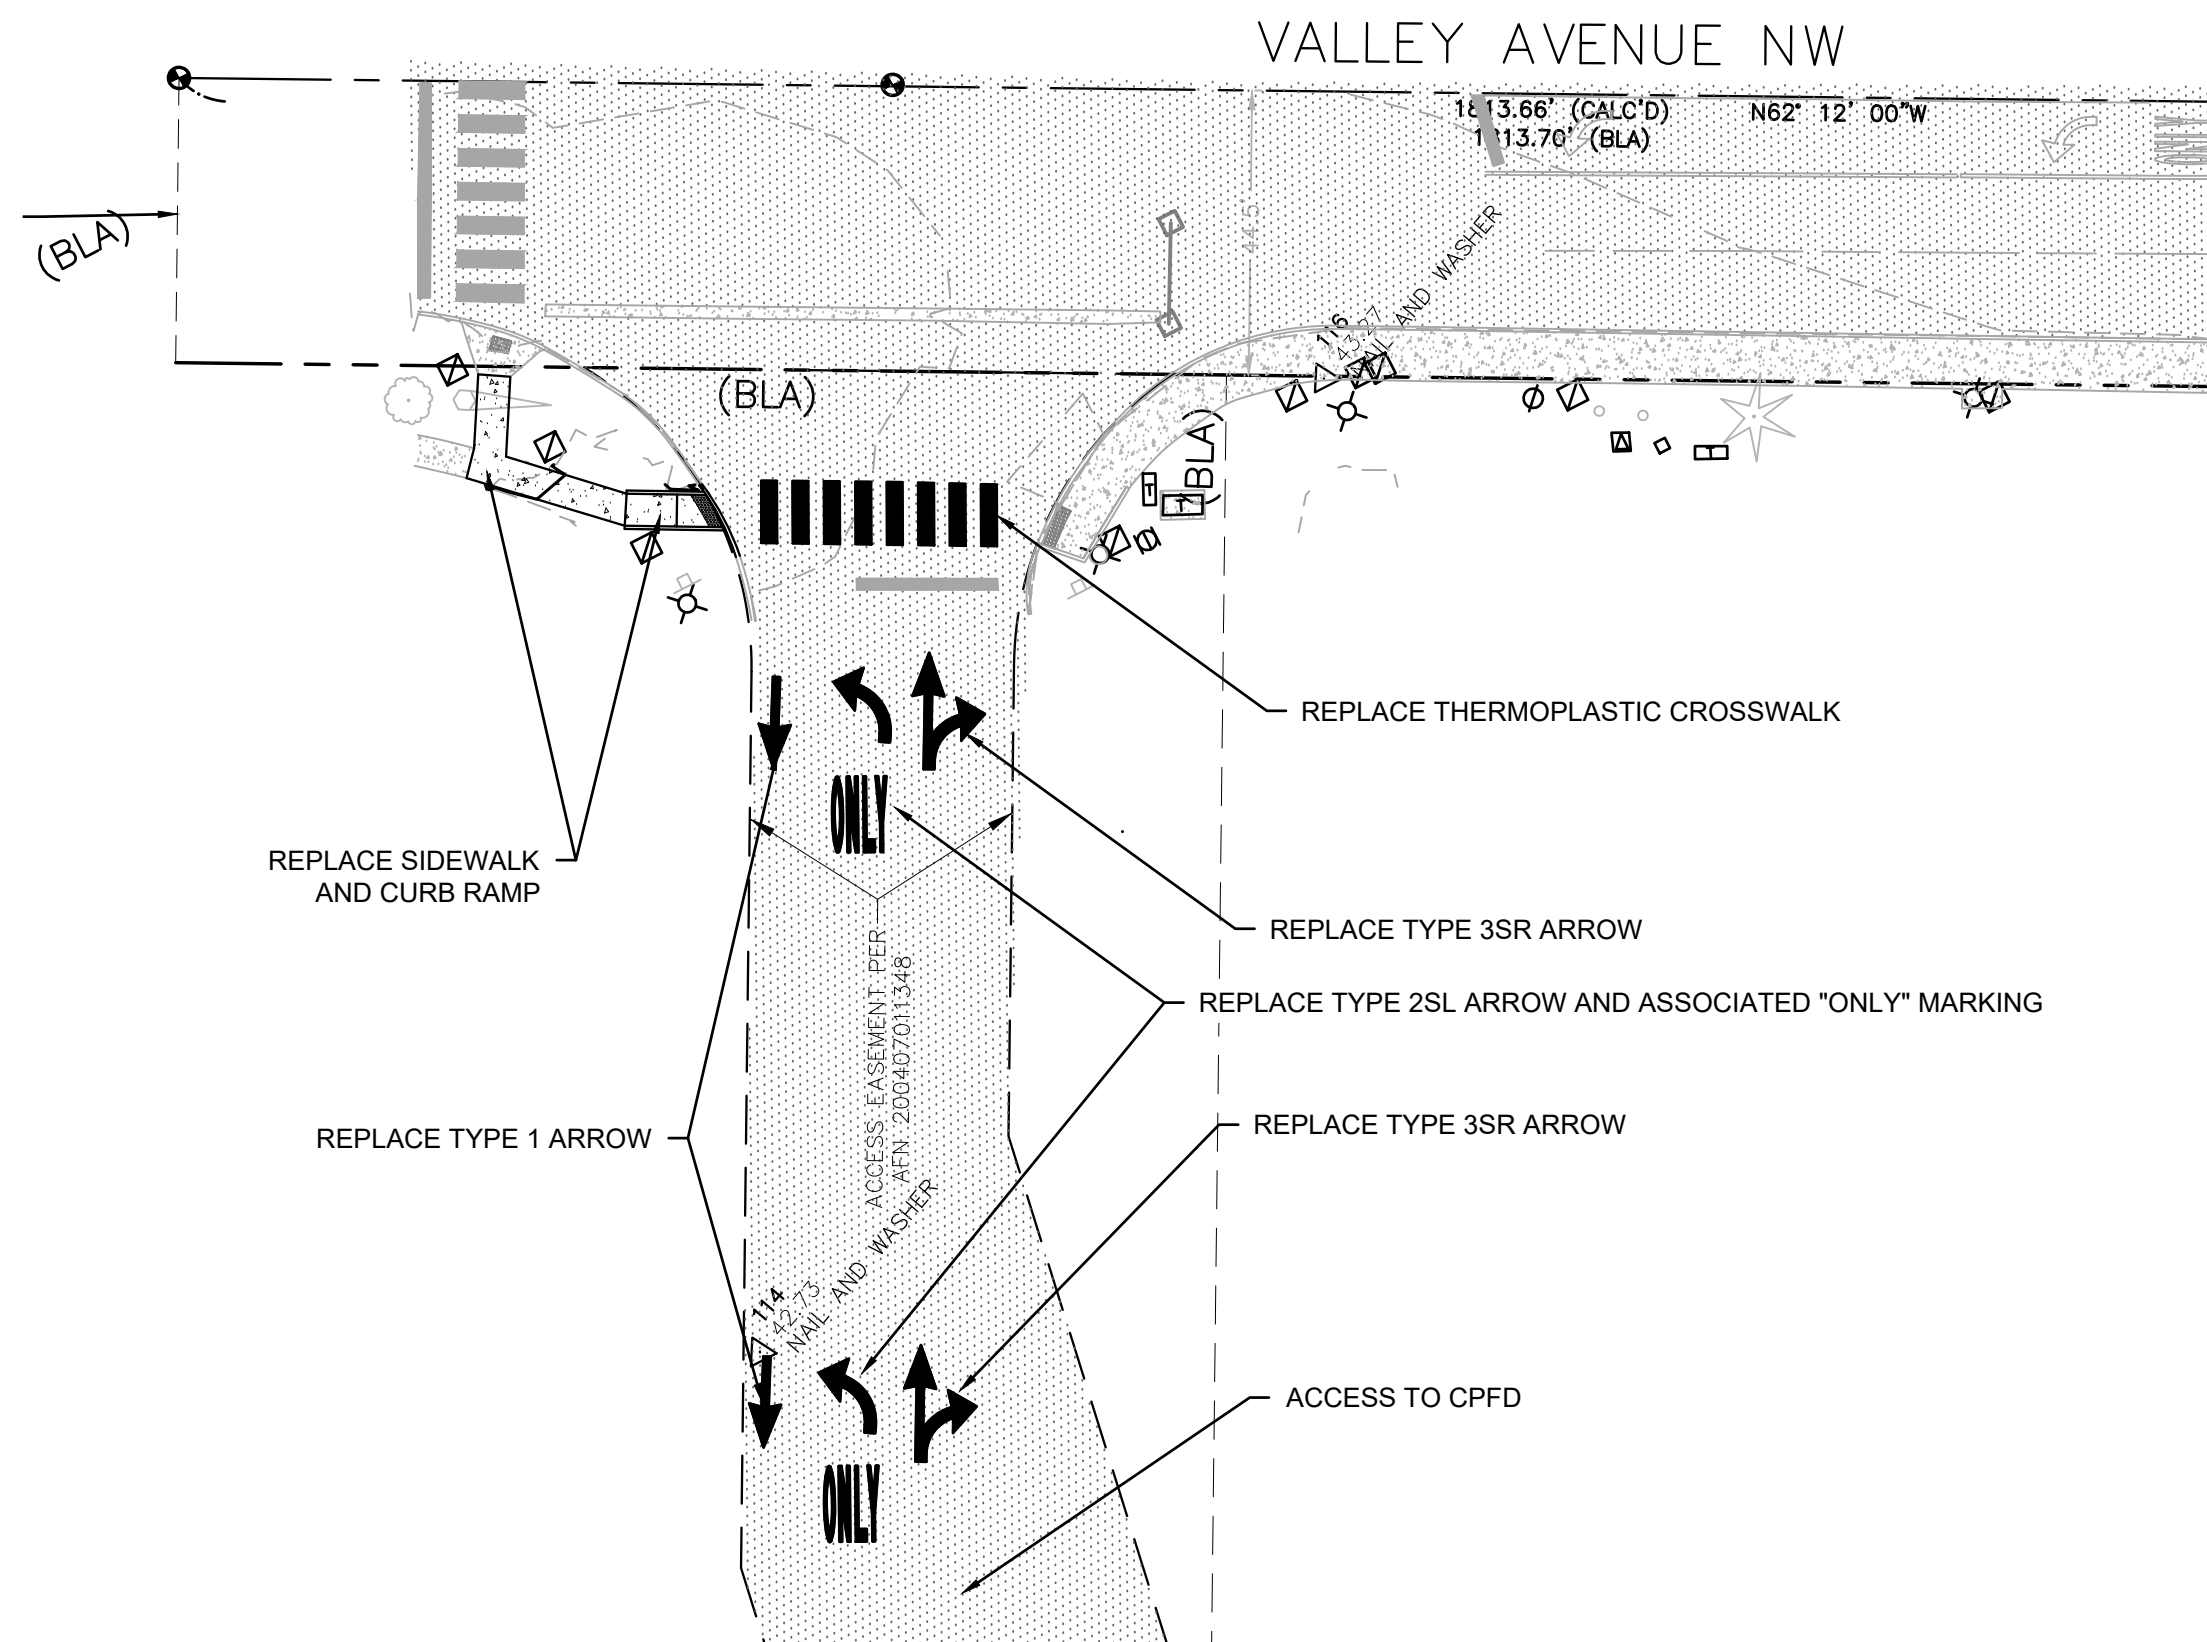 VALLEY AVENUE NW
1813.66' (CALC'D) N62° 12' 00"W
1813.70' (BLA)
(BLA)
44.5'
116
43.27
NAIL AND WASHER
(BLA)
(BLA)
REPLACE THERMOPLASTIC CROSSWALK
REPLACE SIDEWALK
AND CURB RAMP
ONLY
REPLACE TYPE 3SR ARROW
REPLACE TYPE 2SL ARROW AND ASSOCIATED "ONLY" MARKING
ACCESS EASEMENT PER
AFN 200407011348
REPLACE TYPE 1 ARROW
REPLACE TYPE 3SR ARROW
114
42.73
NAIL AND WASHER
ACCESS TO CPFD
ONLY